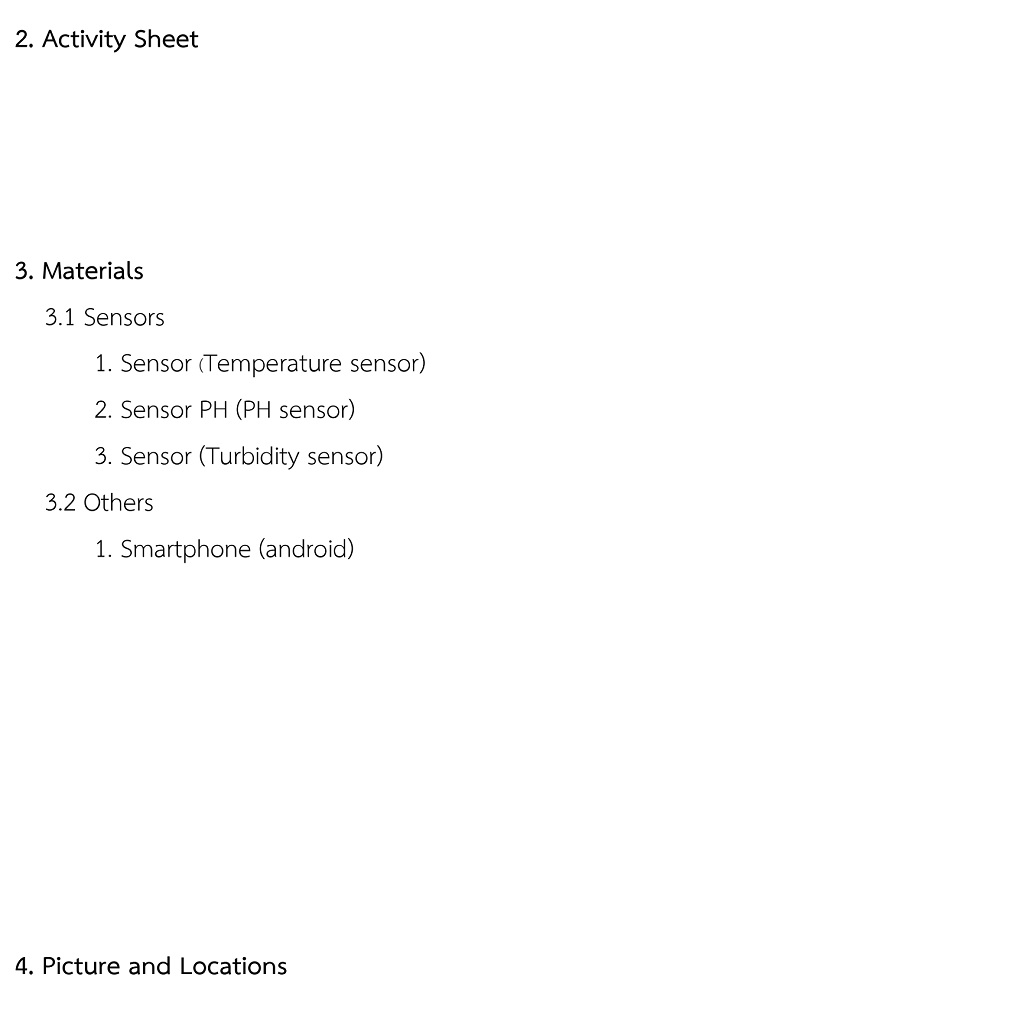 2. Activity Sheet
3. Materials
3.1 Sensors
1. Sensor (Temperature sensor)
2. Sensor PH (PH sensor)
3. Sensor (Turbidity sensor)
3.2 Others
1. Smartphone (android)
4. Picture and Locations